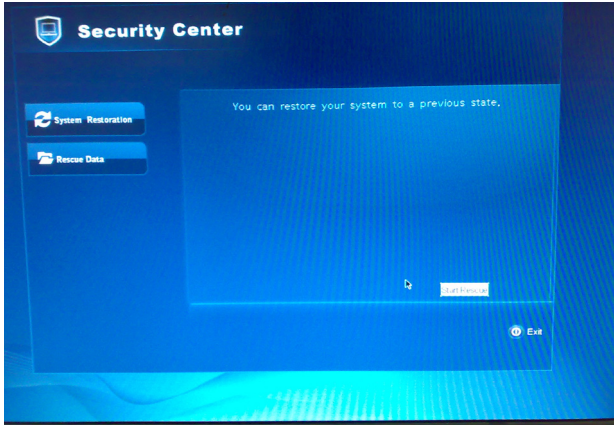 Security Center
You can restore your system to a previous state.
System Restoration
Rescue Data
Start Rescue
Exit